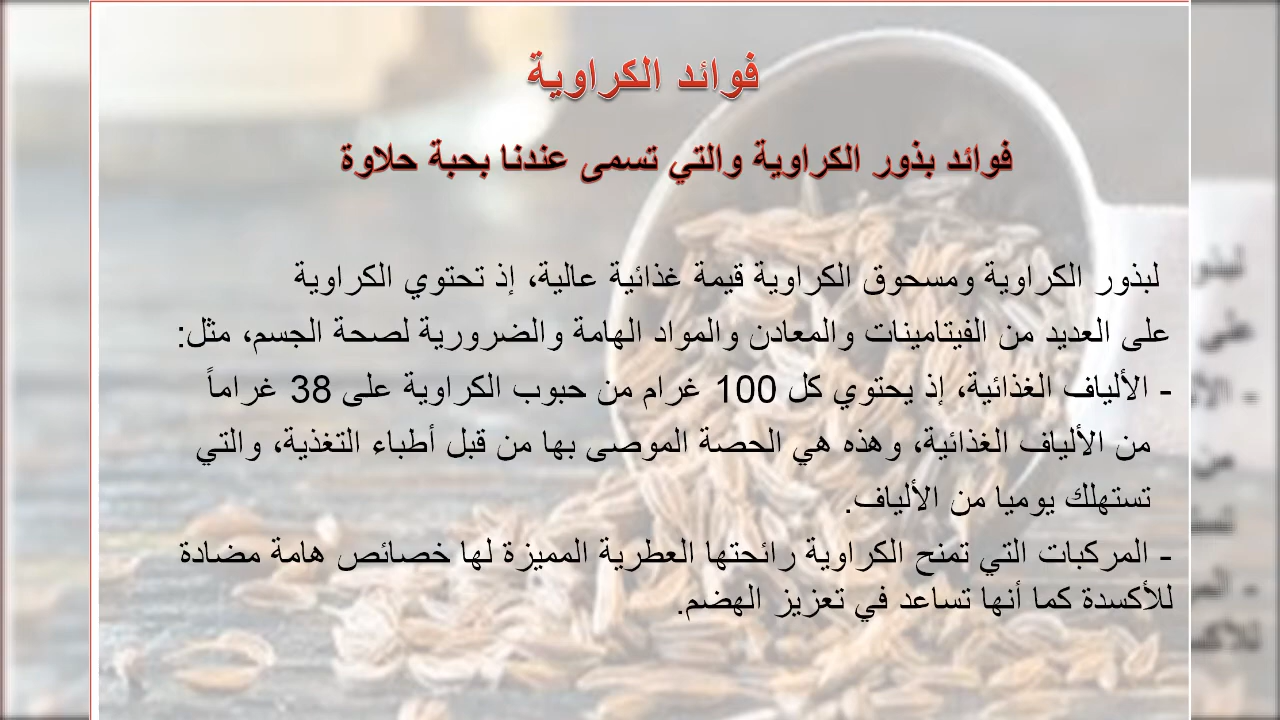 فوائد الكراوية
فوائد بذور الكراوية والتي تسمى عندنا بحبة حلاوة
لبذور الكراوية ومسحوق الكراوية قيمة غذائية عالية، إذ تحتوي الكراوية
على العديد من الفيتامينات والمعادن والمواد الهامة والضرورية لصحة الجسم، مثل:
- الألياف الغذائية، إذ يحتوي كل 100 غرام من حبوب الكراوية على 38 غراماً
من الألياف الغذائية، وهذه هي الحصة الموصى بها من قبل أطباء التغذية، والتي
تستهلك يوميا من الألياف.
- المركبات التي تمنح الكراوية رائحتها العطرية المميزة لها خصائص هامة مضادة
للأكسدة كما أنها تساعد في تعزيز الهضم.